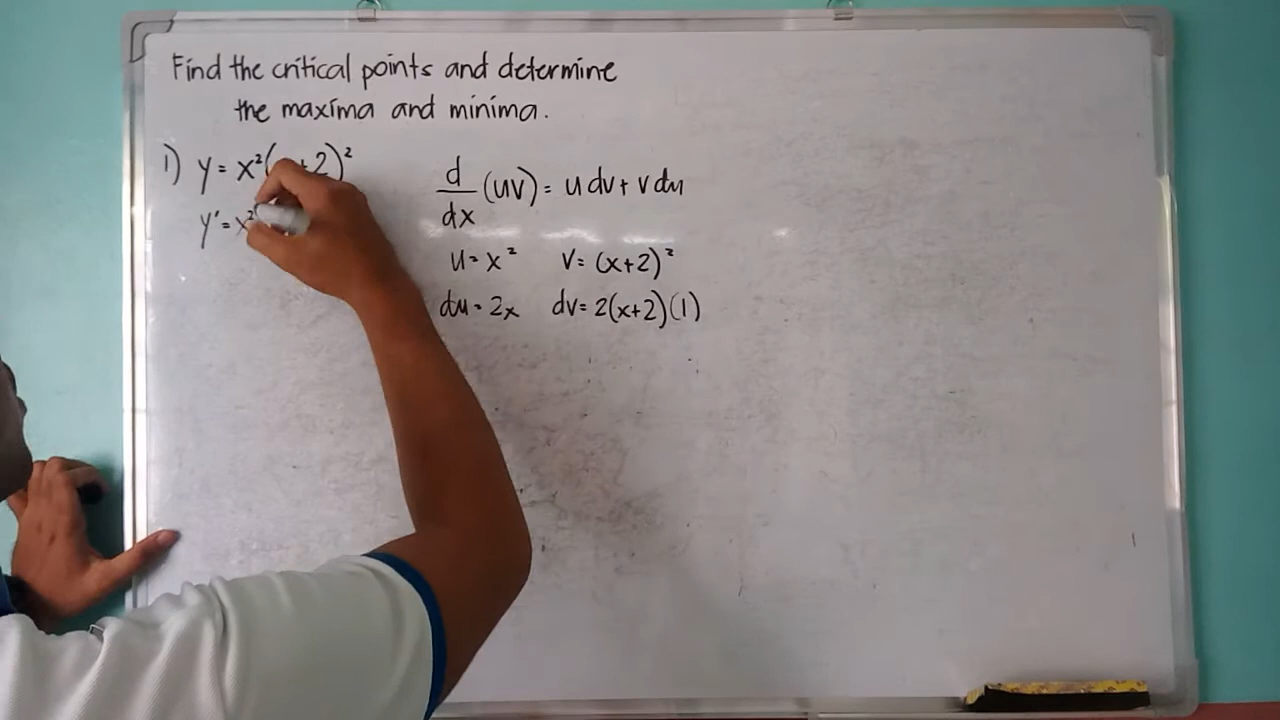 Find the critical points and determine
the maxima and minima.
1) y = x²( +2)²
y' = x²
d/dx (uv) = u dv + v du
u = x² v = (x+2)²
du = 2x dv = 2(x+2)(1)